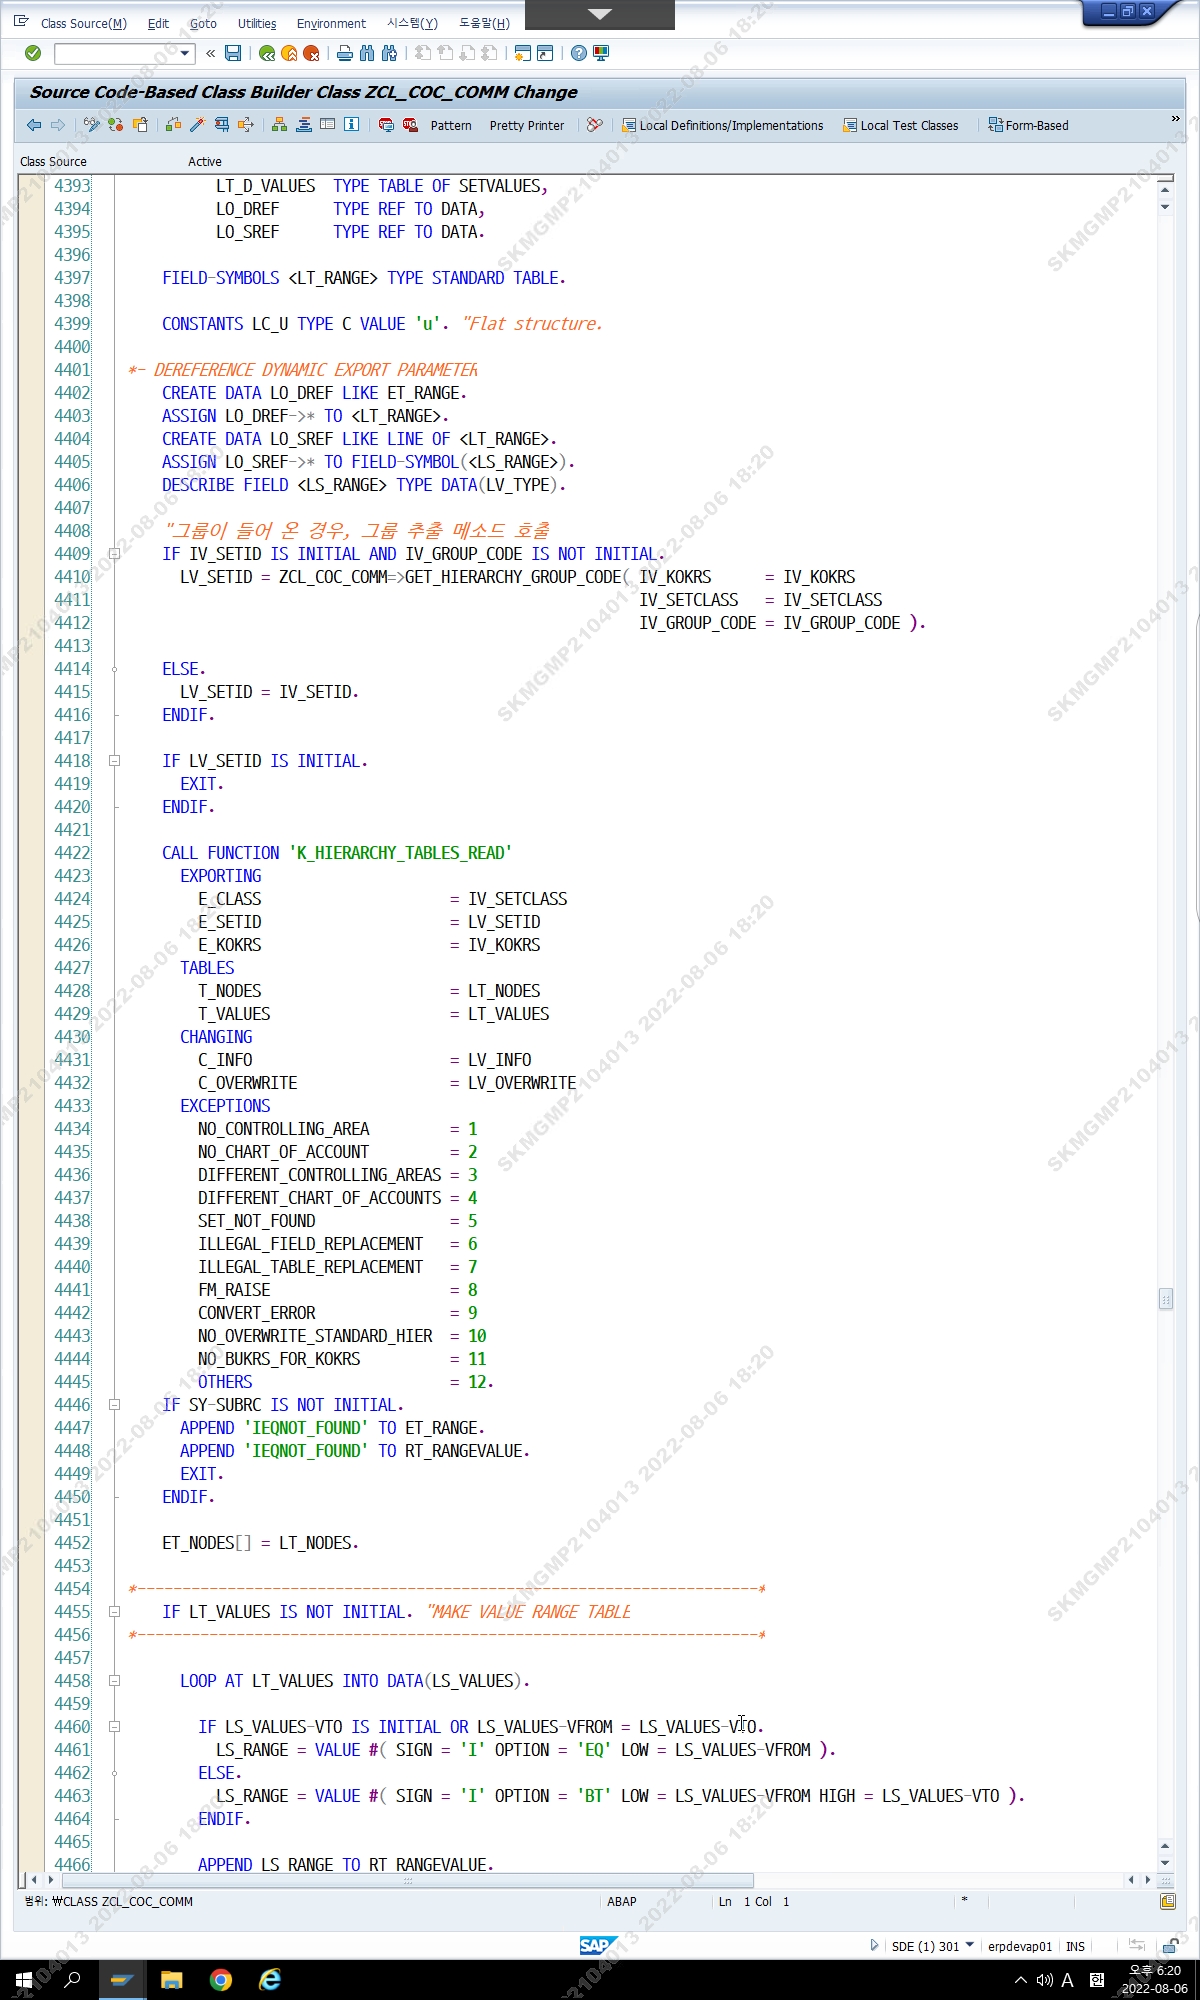 Class Source(M) Edit Goto Utilities Environment 시스템(Y) 도움말(H)
Source Code-Based Class Builder Class ZCL_COC_COMM Change
Pattern Pretty Printer Local Definitions/Implementations Local Test Classes Form-Based
Class Source Active
4393 LT_D_VALUES TYPE TABLE OF SETVALUES,
4394 LO_DREF TYPE REF TO DATA,
4395 LO_SREF TYPE REF TO DATA.
4396
4397 FIELD-SYMBOLS <LT_RANGE> TYPE STANDARD TABLE.
4398
4399 CONSTANTS LC_U TYPE C VALUE 'u'. "Flat structure.
4400
4401 *- DEREFERENCE DYNAMIC EXPORT PARAMETER
4402 CREATE DATA LO_DREF LIKE ET_RANGE.
4403 ASSIGN LO_DREF->* TO <LT_RANGE>.
4404 CREATE DATA LO_SREF LIKE LINE OF <LT_RANGE>.
4405 ASSIGN LO_SREF->* TO FIELD-SYMBOL(<LS_RANGE>).
4406 DESCRIBE FIELD <LS_RANGE> TYPE DATA(LV_TYPE).
4407
4408 "그룹이 들어 온 경우, 그룹 추출 메소드 호출
4409 IF IV_SETID IS INITIAL AND IV_GROUP_CODE IS NOT INITIAL.
4410 LV_SETID = ZCL_COC_COMM=>GET_HIERARCHY_GROUP_CODE( IV_KOKRS = IV_KOKRS
4411 IV_SETCLASS = IV_SETCLASS
4412 IV_GROUP_CODE = IV_GROUP_CODE ).
4413
4414 ELSE.
4415 LV_SETID = IV_SETID.
4416 ENDIF.
4417
4418 IF LV_SETID IS INITIAL.
4419 EXIT.
4420 ENDIF.
4421
4422 CALL FUNCTION 'K_HIERARCHY_TABLES_READ'
4423 EXPORTING
4424 E_CLASS = IV_SETCLASS
4425 E_SETID = LV_SETID
4426 E_KOKRS = IV_KOKRS
4427 TABLES
4428 T_NODES = LT_NODES
4429 T_VALUES = LT_VALUES
4430 CHANGING
4431 C_INFO = LV_INFO
4432 C_OVERWRITE = LV_OVERWRITE
4433 EXCEPTIONS
4434 NO_CONTROLLING_AREA = 1
4435 NO_CHART_OF_ACCOUNT = 2
4436 DIFFERENT_CONTROLLING_AREAS = 3
4437 DIFFERENT_CHART_OF_ACCOUNTS = 4
4438 SET_NOT_FOUND = 5
4439 ILLEGAL_FIELD_REPLACEMENT = 6
4440 ILLEGAL_TABLE_REPLACEMENT = 7
4441 FM_RAISE = 8
4442 CONVERT_ERROR = 9
4443 NO_OVERWRITE_STANDARD_HIER = 10
4444 NO_BUKRS_FOR_KOKRS = 11
4445 OTHERS = 12.
4446 IF SY-SUBRC IS NOT INITIAL.
4447 APPEND 'IEQNOT_FOUND' TO ET_RANGE.
4448 APPEND 'IEQNOT_FOUND' TO RT_RANGEVALUE.
4449 EXIT.
4450 ENDIF.
4451
4452 ET_NODES[] = LT_NODES.
4453
4454 *---------------------------------------------------------------------*
4455 IF LT_VALUES IS NOT INITIAL. "MAKE VALUE RANGE TABLE
4456 *---------------------------------------------------------------------*
4457
4458 LOOP AT LT_VALUES INTO DATA(LS_VALUES).
4459
4460 IF LS_VALUES-VTO IS INITIAL OR LS_VALUES-VFROM = LS_VALUES-VTO.
4461 LS_RANGE = VALUE #( SIGN = 'I' OPTION = 'EQ' LOW = LS_VALUES-VFROM ).
4462 ELSE.
4463 LS_RANGE = VALUE #( SIGN = 'I' OPTION = 'BT' LOW = LS_VALUES-VFROM HIGH = LS_VALUES-VTO ).
4464 ENDIF.
4465
4466 APPEND LS_RANGE TO RT_RANGEVALUE.
범위: ₩CLASS ZCL_COC_COMM ABAP Ln 1 Col 1 *
SAP SDE (1) 301 erpdevap01 INS
A 한 오후 6:20
2022-08-06
SKMGMP2104013 2022-08-06 18:20